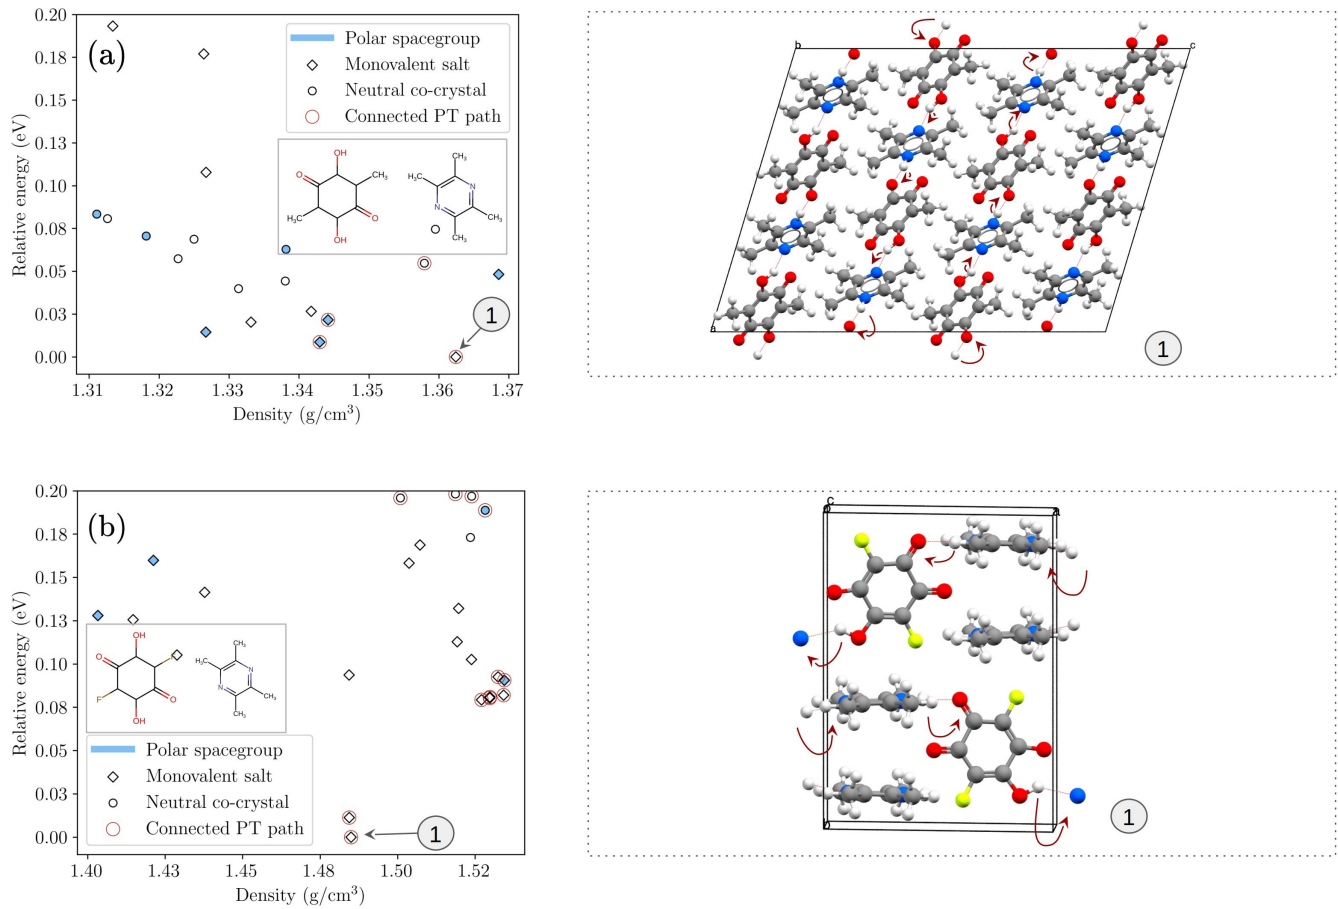 (a)
Polar spacegroup
Monovalent salt
Neutral co-crystal
Connected PT path
OH
O
CH₃
H₃C
O
OH
CH₃
H₃C
N
N
CH₃
CH₃
1
0.20
0.18
0.15
0.13
0.10
0.08
0.05
0.03
0.00
Relative energy (eV)
1.31
1.32
1.33
1.34
1.35
1.36
1.37
Density (g/cm³)
b
c
a
1
(b)
OH
O
F
F
O
OH
CH₃
H₃C
N
N
CH₃
CH₃
Polar spacegroup
Monovalent salt
Neutral co-crystal
Connected PT path
1
0.20
0.18
0.15
0.13
0.10
0.08
0.05
0.03
0.00
Relative energy (eV)
1.40
1.43
1.45
1.48
1.50
1.52
Density (g/cm³)
c
a
1